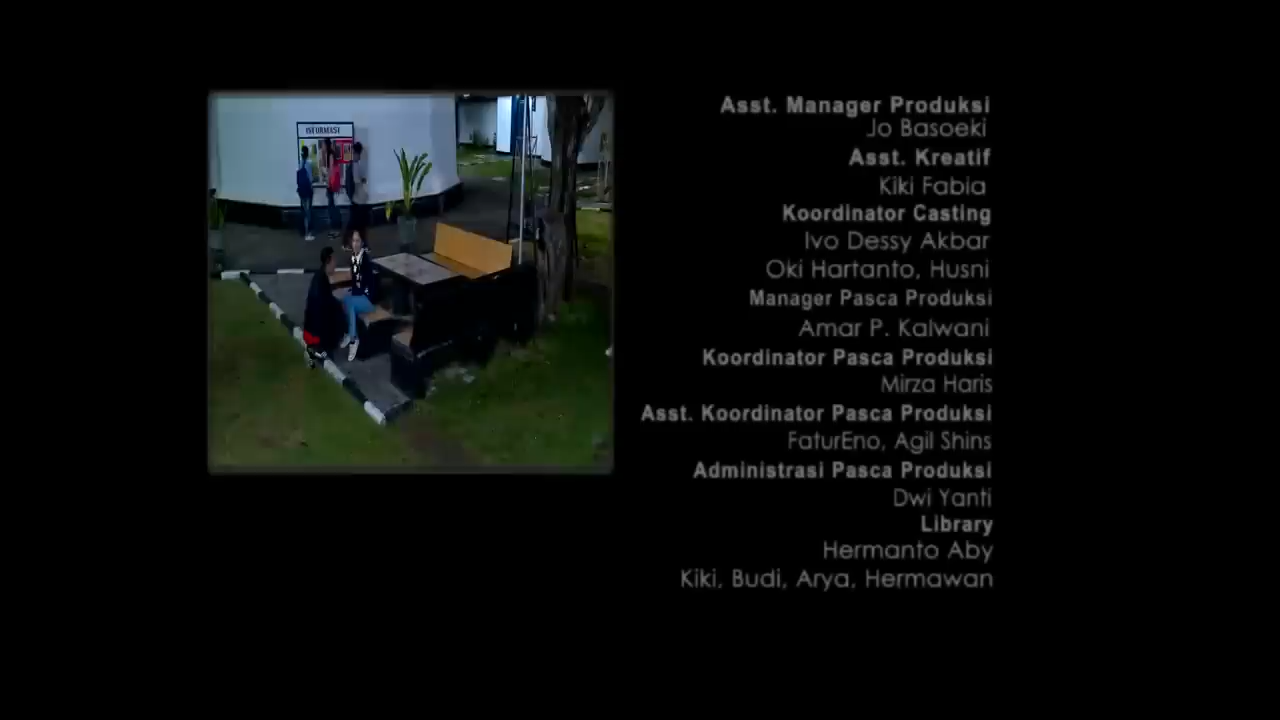 INFORMASI
Asst. Manager Produksi
Jo Basoeki
Asst. Kreatif
Kiki Fabia
Koordinator Casting
Ivo Dessy Akbar
Oki Hartanto, Husni
Manager Pasca Produksi
Amar P. Kalwani
Koordinator Pasca Produksi
Mirza Haris
Asst. Koordinator Pasca Produksi
FaturEno, Agil Shins
Administrasi Pasca Produksi
Dwi Yanti
Library
Hermanto Aby
Kiki, Budi, Arya, Hermawan